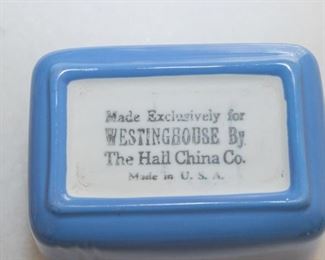 Made Exclusively for
WESTINGHOUSE By
The Hall China Co.
Made in U. S. A.